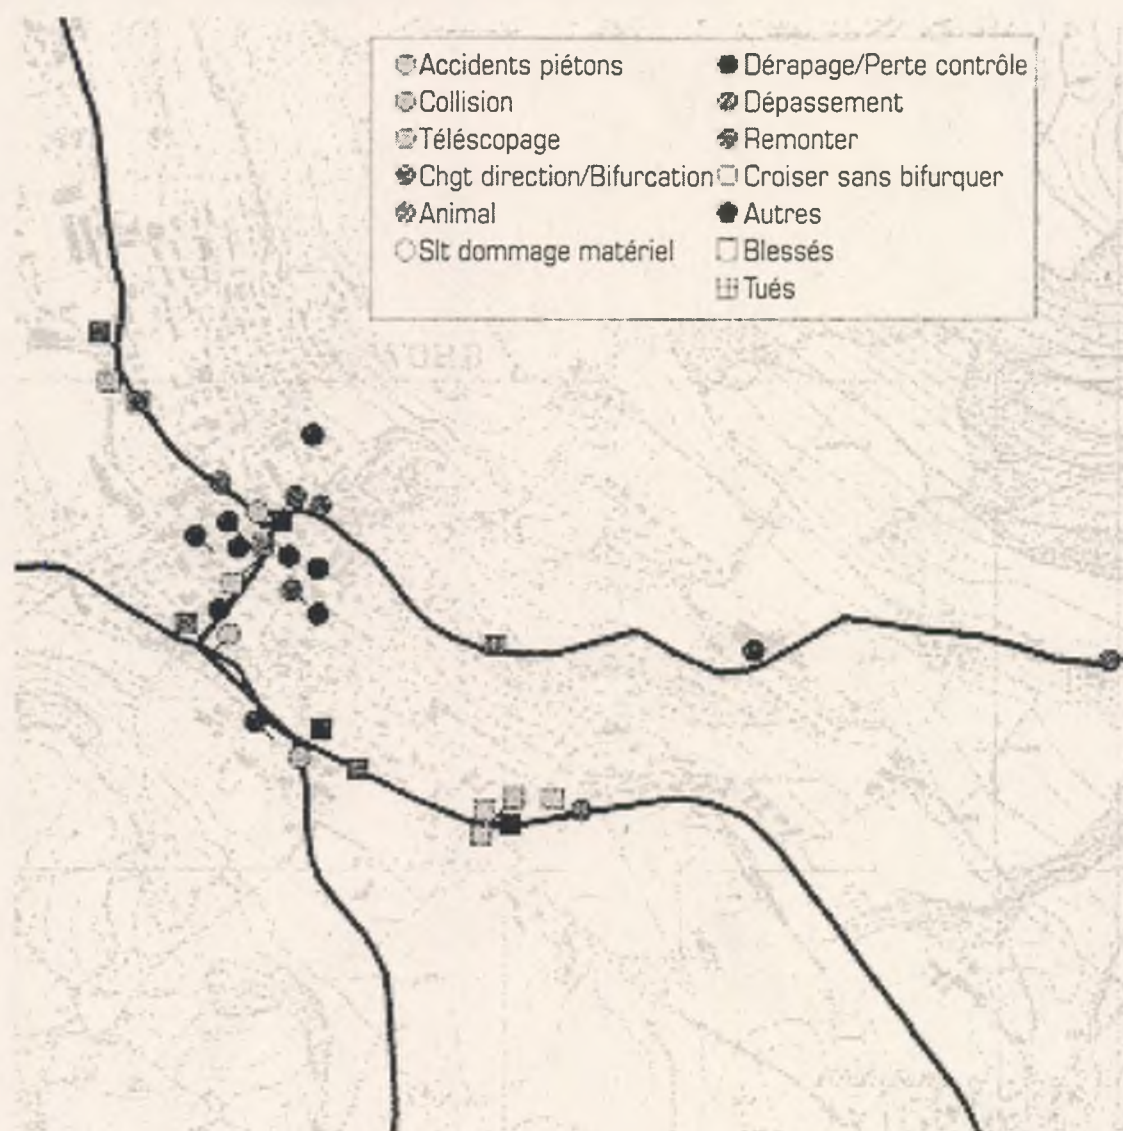 Accidents piétons
Collision
Téléscopage
Chgt direction/Bifurcation
Animal
Slt dommage matériel
Dérapage/Perte contrôle
Dépassement
Remonter
Croiser sans bifurquer
Autres
Blessés
Tués